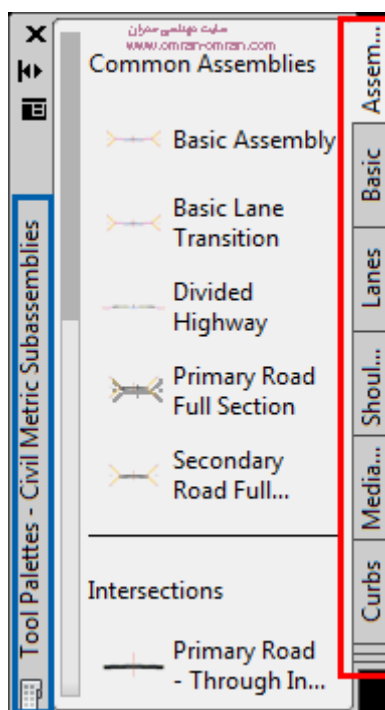 سایت مهندسی عمران
www.omran-omran.com
Common Assemblies
Basic Assembly
Basic Lane
Transition
Divided
Highway
Primary Road
Full Section
Secondary
Road Full...
Intersections
Primary Road
- Through In...
Assem...
Basic
Lanes
Shoul...
Media...
Curbs
Tool Palettes - Civil Metric Subassemblies